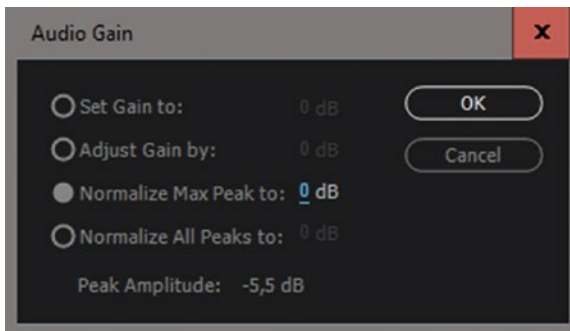 Audio Gain x
Set Gain to: 0 dB OK
Adjust Gain by: 0 dB Cancel
Normalize Max Peak to: 0 dB
Normalize All Peaks to: 0 dB
Peak Amplitude: -5,5 dB